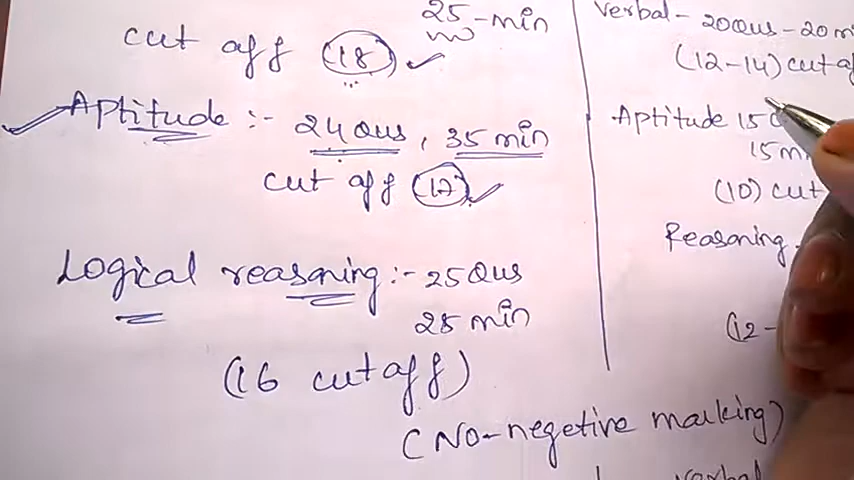 25 - min
cut off (18)
Aptitude :- 24 Qus, 35 min
cut off (17)
Logical reasoning :- 25 Qus
25 min
(16 cut off)
(NO-negetive marking)
Verbal - 20 Qus - 20
(12-14) cut
Aptitude 15
15
(10) cut
Reasoning
(12-
verbal